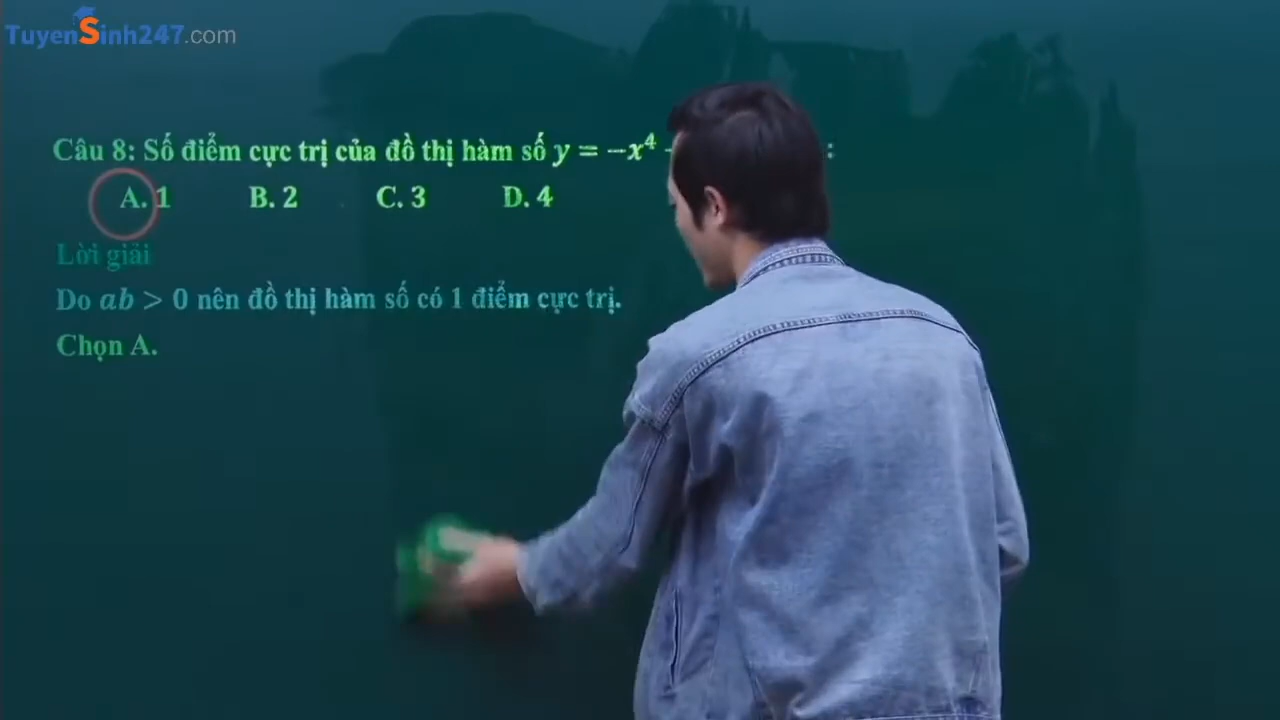 TuyenSinh247.com
Câu 8: Số điểm cực trị của đồ thị hàm số y = −x⁴ :
A. 1 B. 2 C. 3 D. 4
Lời giải
Do ab > 0 nên đồ thị hàm số có 1 điểm cực trị.
Chọn A.